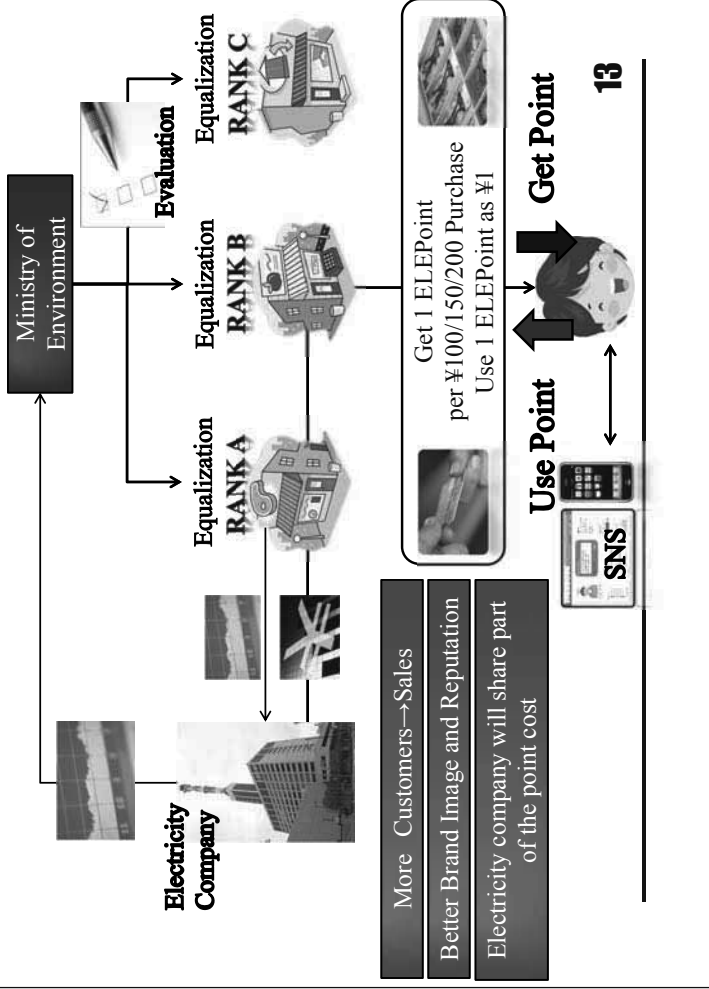 Ministry of
Environment
Evaluation
Equalization
RANK A
Equalization
RANK B
Equalization
RANK C
Electricity
Company
Get 1 ELEPoint
per ¥100/150/200 Purchase
Use 1 ELEPoint as ¥1
More Customers→Sales
Better Brand Image and Reputation
Electricity company will share part
of the point cost
Use Point
Get Point
SNS
13